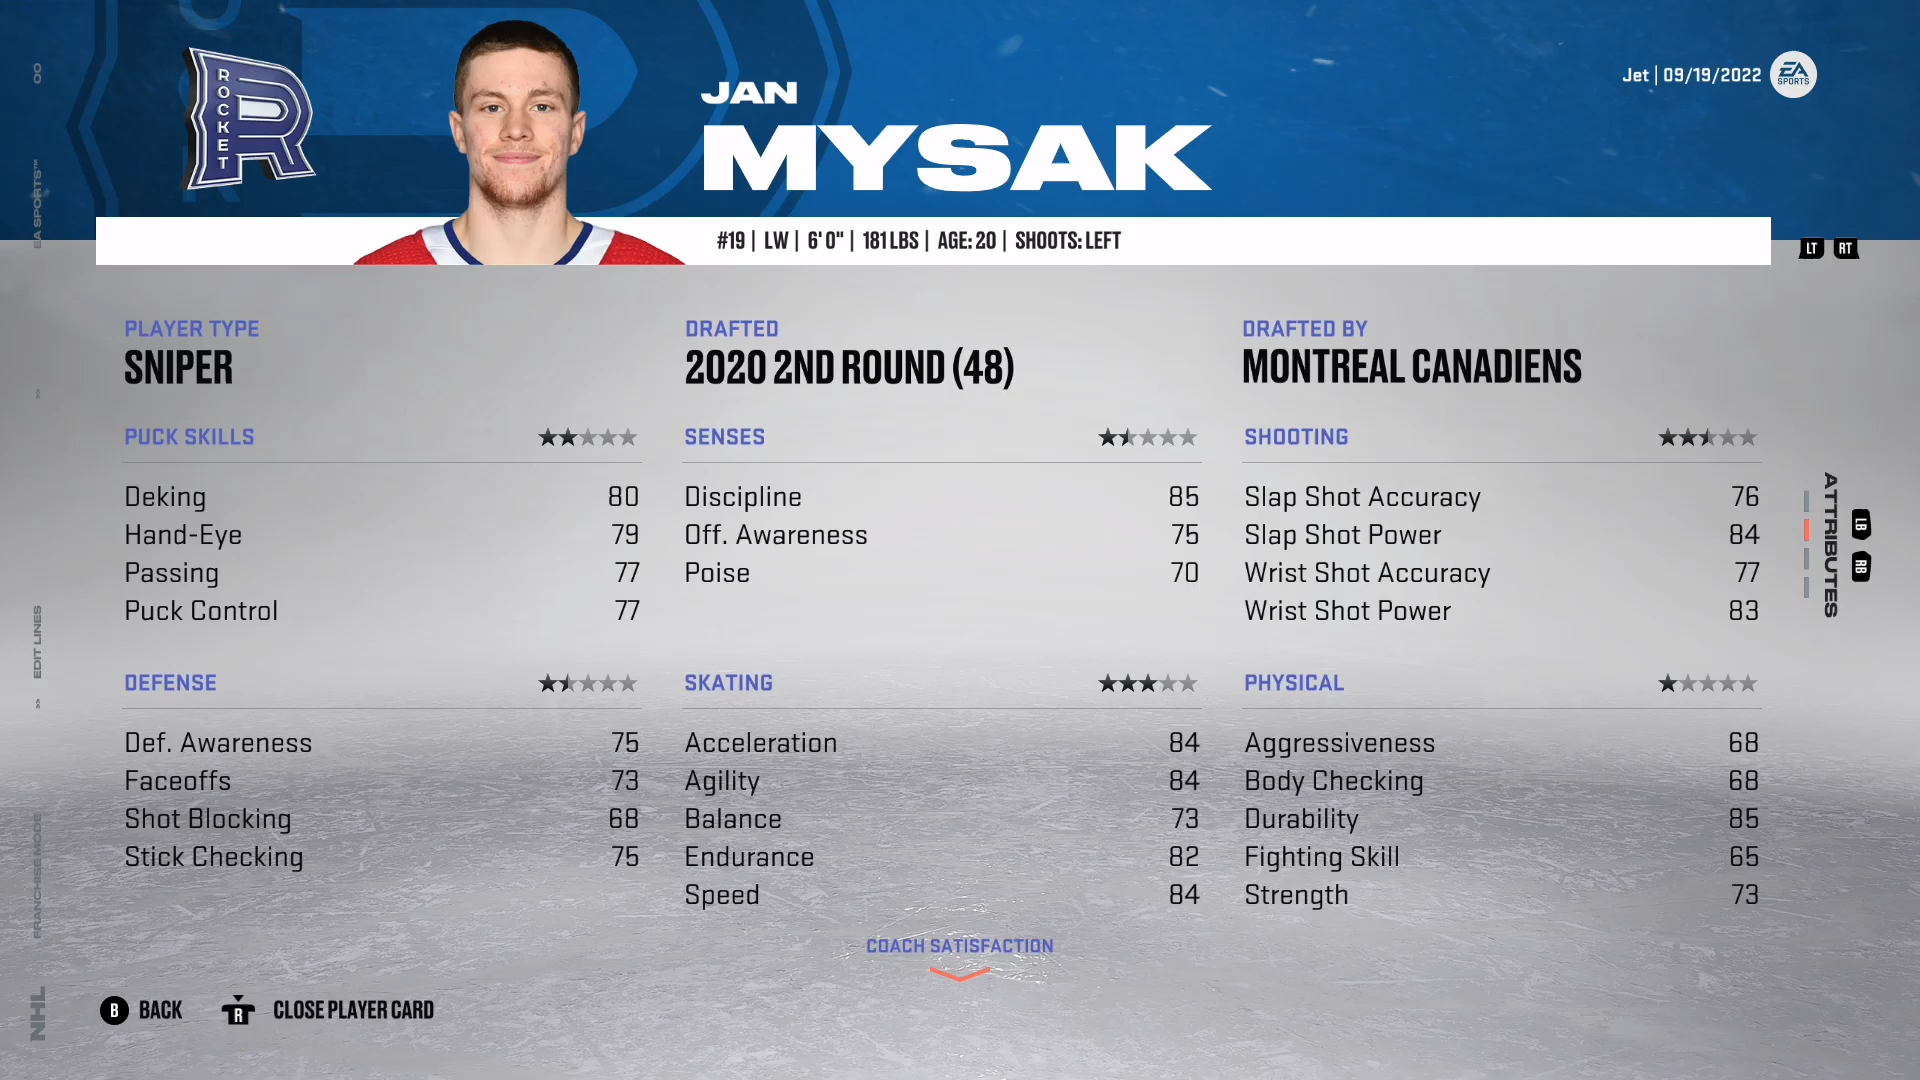 ROCKET
JAN
MYSAK
Jet | 09/19/2022
EA SPORTS
#19 | LW | 6' 0" | 181 LBS | AGE: 20 | SHOOTS: LEFT
LT RT
PLAYER TYPE
SNIPER
DRAFTED
2020 2ND ROUND (48)
DRAFTED BY
MONTREAL CANADIENS
PUCK SKILLS
Deking 80
Hand-Eye 79
Passing 77
Puck Control 77
SENSES
Discipline 85
Off. Awareness 75
Poise 70
SHOOTING
Slap Shot Accuracy 76
Slap Shot Power 84
Wrist Shot Accuracy 77
Wrist Shot Power 83
DEFENSE
Def. Awareness 75
Faceoffs 73
Shot Blocking 68
Stick Checking 75
SKATING
Acceleration 84
Agility 84
Balance 73
Endurance 82
Speed 84
PHYSICAL
Aggressiveness 68
Body Checking 68
Durability 85
Fighting Skill 65
Strength 73
ATTRIBUTES
LB RB
COACH SATISFACTION
B BACK
R CLOSE PLAYER CARD
NHL
FRANCHISE MODE
>> EDIT LINES
>>
EA SPORTS™